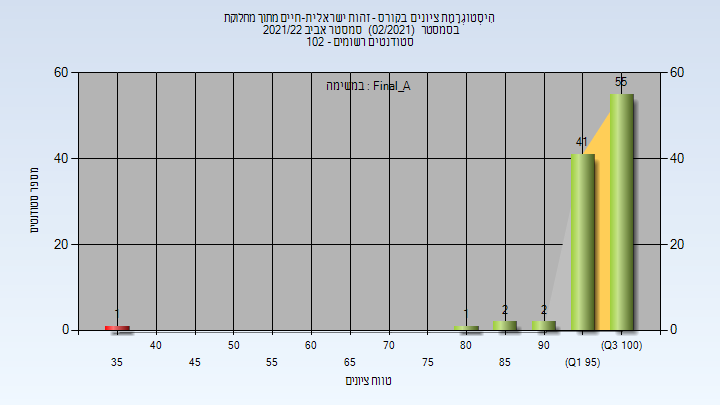 הִיסְטוֹגְרָמַת ציונים בקורס - זהות ישראלית-חיים מתוך מחלוקת
בסמסטר (02/2021) סמסטר אביב 2021/22
סטודנטים רשומים - 102
במשימה : Final_A
60 60
55
41
40 40
מספר סטודנטים
20 20
1 1 2 2
0 0
40 50 60 70 80 90 (Q3 100)
35 45 55 65 75 85 (Q1 95)
טווח ציונים